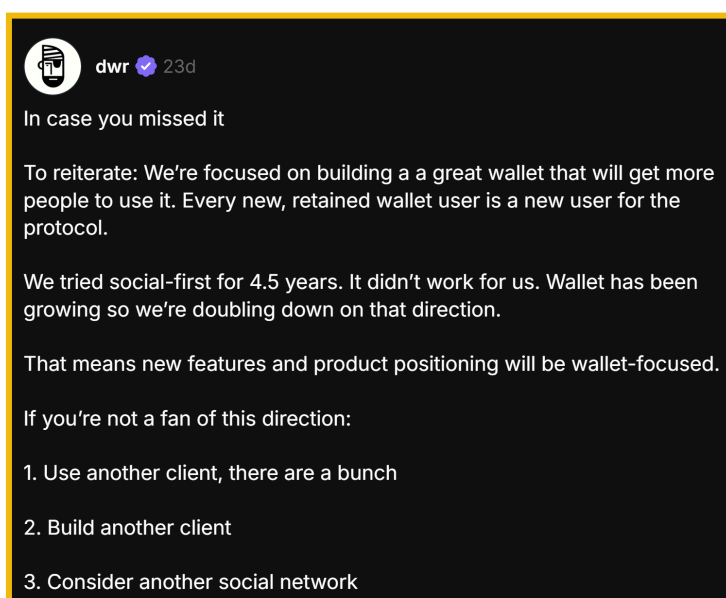 dwr 23d
In case you missed it
To reiterate: We’re focused on building a a great wallet that will get more
people to use it. Every new, retained wallet user is a new user for the
protocol.
We tried social-first for 4.5 years. It didn’t work for us. Wallet has been
growing so we’re doubling down on that direction.
That means new features and product positioning will be wallet-focused.
If you’re not a fan of this direction:
1. Use another client, there are a bunch
2. Build another client
3. Consider another social network